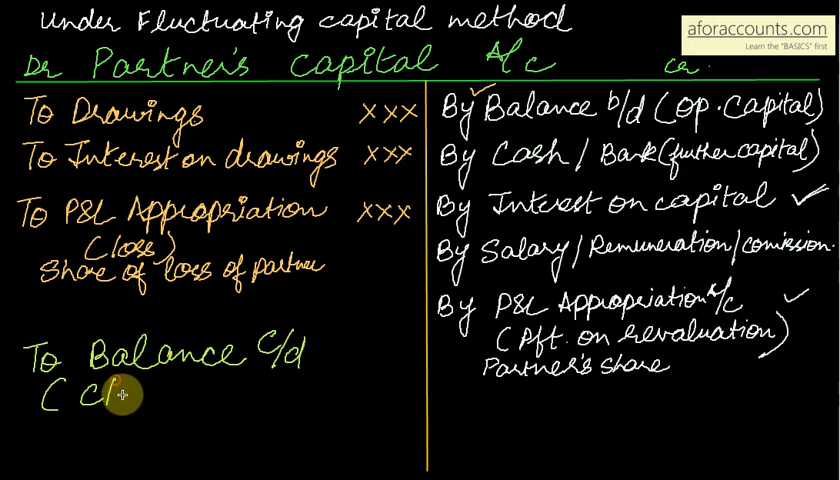 Under Fluctuating capital method
aforaccounts.com
Learn the "BASICS" first
Dr Partner's capital A/c cr.
To Drawings xxx
To Interest on drawings xxx
To P&L Appropriation xxx
(loss)
Share of loss of partner
To Balance c/d
( Cl
By Balance b/d (op. capital)
By Cash / Bank (further capital)
By Interest on capital ✓
By Salary / Remuneration / comission.
By P&L Appropriation A/c ✓
( Pft. on revaluation )
Partner's share